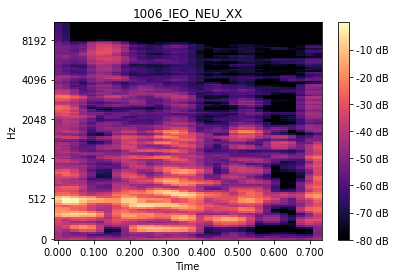 1006_IEO_NEU_XX
8192
4096
2048
1024
512
0
Hz
0.000 0.100 0.200 0.300 0.400 0.500 0.600 0.700
Time
-10 dB
-20 dB
-30 dB
-40 dB
-50 dB
-60 dB
-70 dB
-80 dB